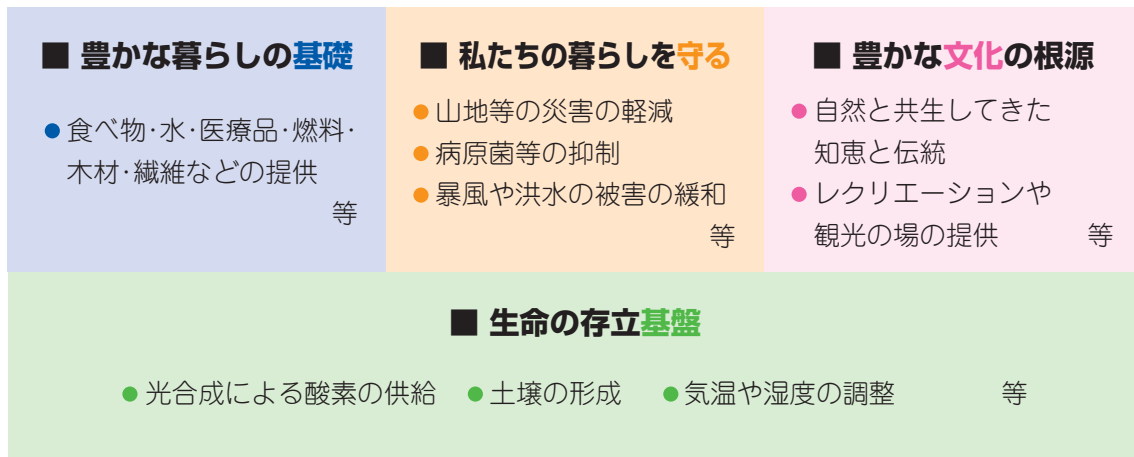 ■ 豊かな暮らしの基礎
● 食べ物･水･医療品･燃料･
木材･繊維などの提供
等
■ 私たちの暮らしを守る
● 山地等の災害の軽減
● 病原菌等の抑制
● 暴風や洪水の被害の緩和
等
■ 豊かな文化の根源
● 自然と共生してきた
知恵と伝統
● レクリエーションや
観光の場の提供　等
■ 生命の存立基盤
● 光合成による酸素の供給　● 土壌の形成　● 気温や湿度の調整　等